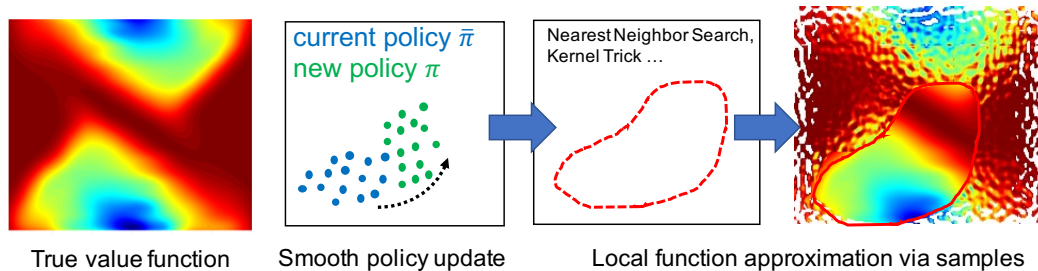 current policy π̄
new policy π
Nearest Neighbor Search,
Kernel Trick ...
True value function
Smooth policy update
Local function approximation via samples